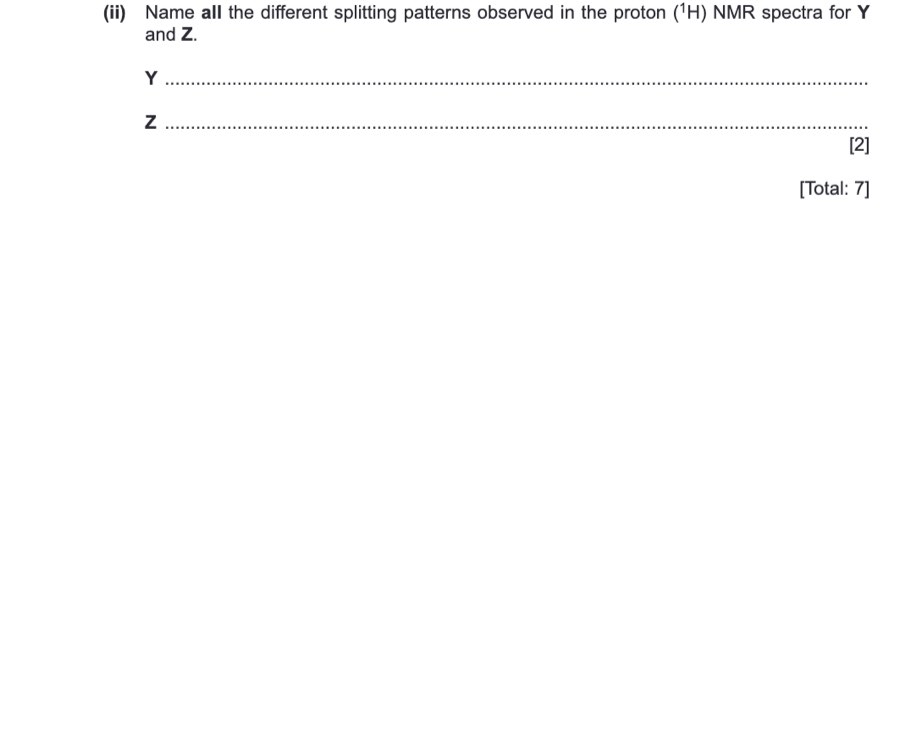 (ii) Name all the different splitting patterns observed in the proton (¹H) NMR spectra for Y
and Z.
Y ................................................................................................................................
Z ................................................................................................................................
[2]
[Total: 7]